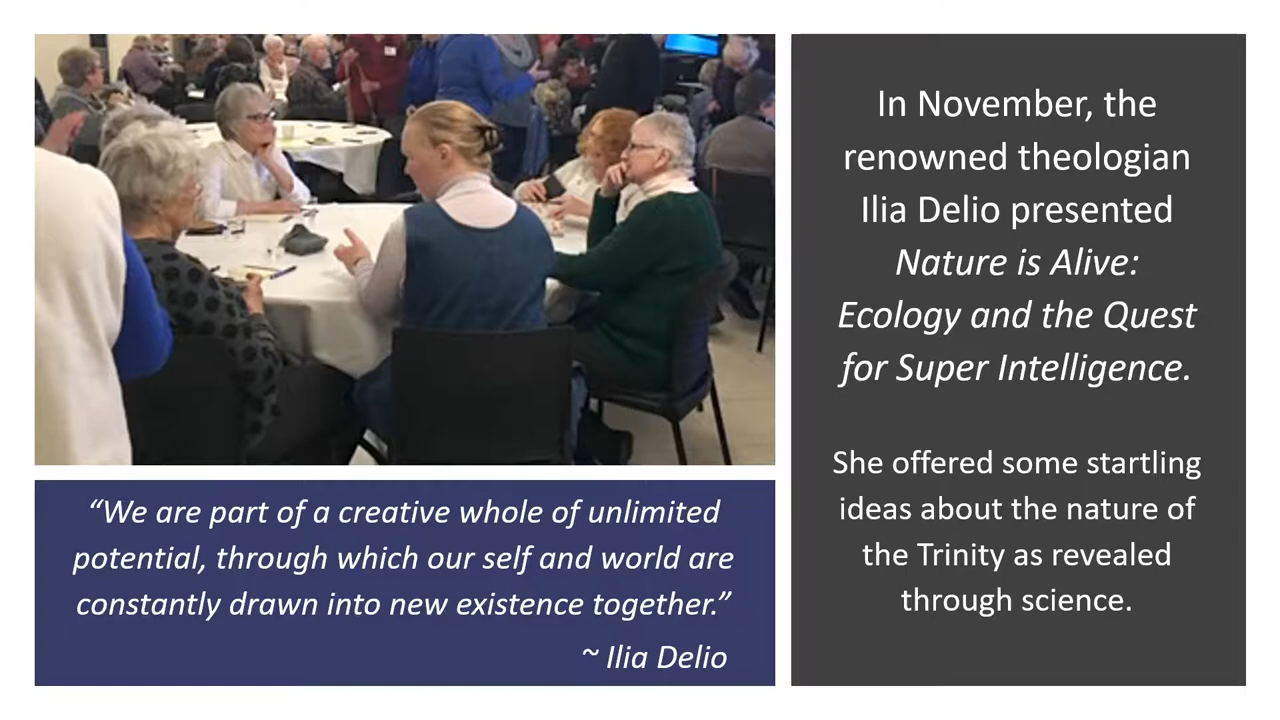 In November, the
renowned theologian
Ilia Delio presented
Nature is Alive:
Ecology and the Quest
for Super Intelligence.
She offered some startling
ideas about the nature of
the Trinity as revealed
through science.
“We are part of a creative whole of unlimited
potential, through which our self and world are
constantly drawn into new existence together.”
~ Ilia Delio